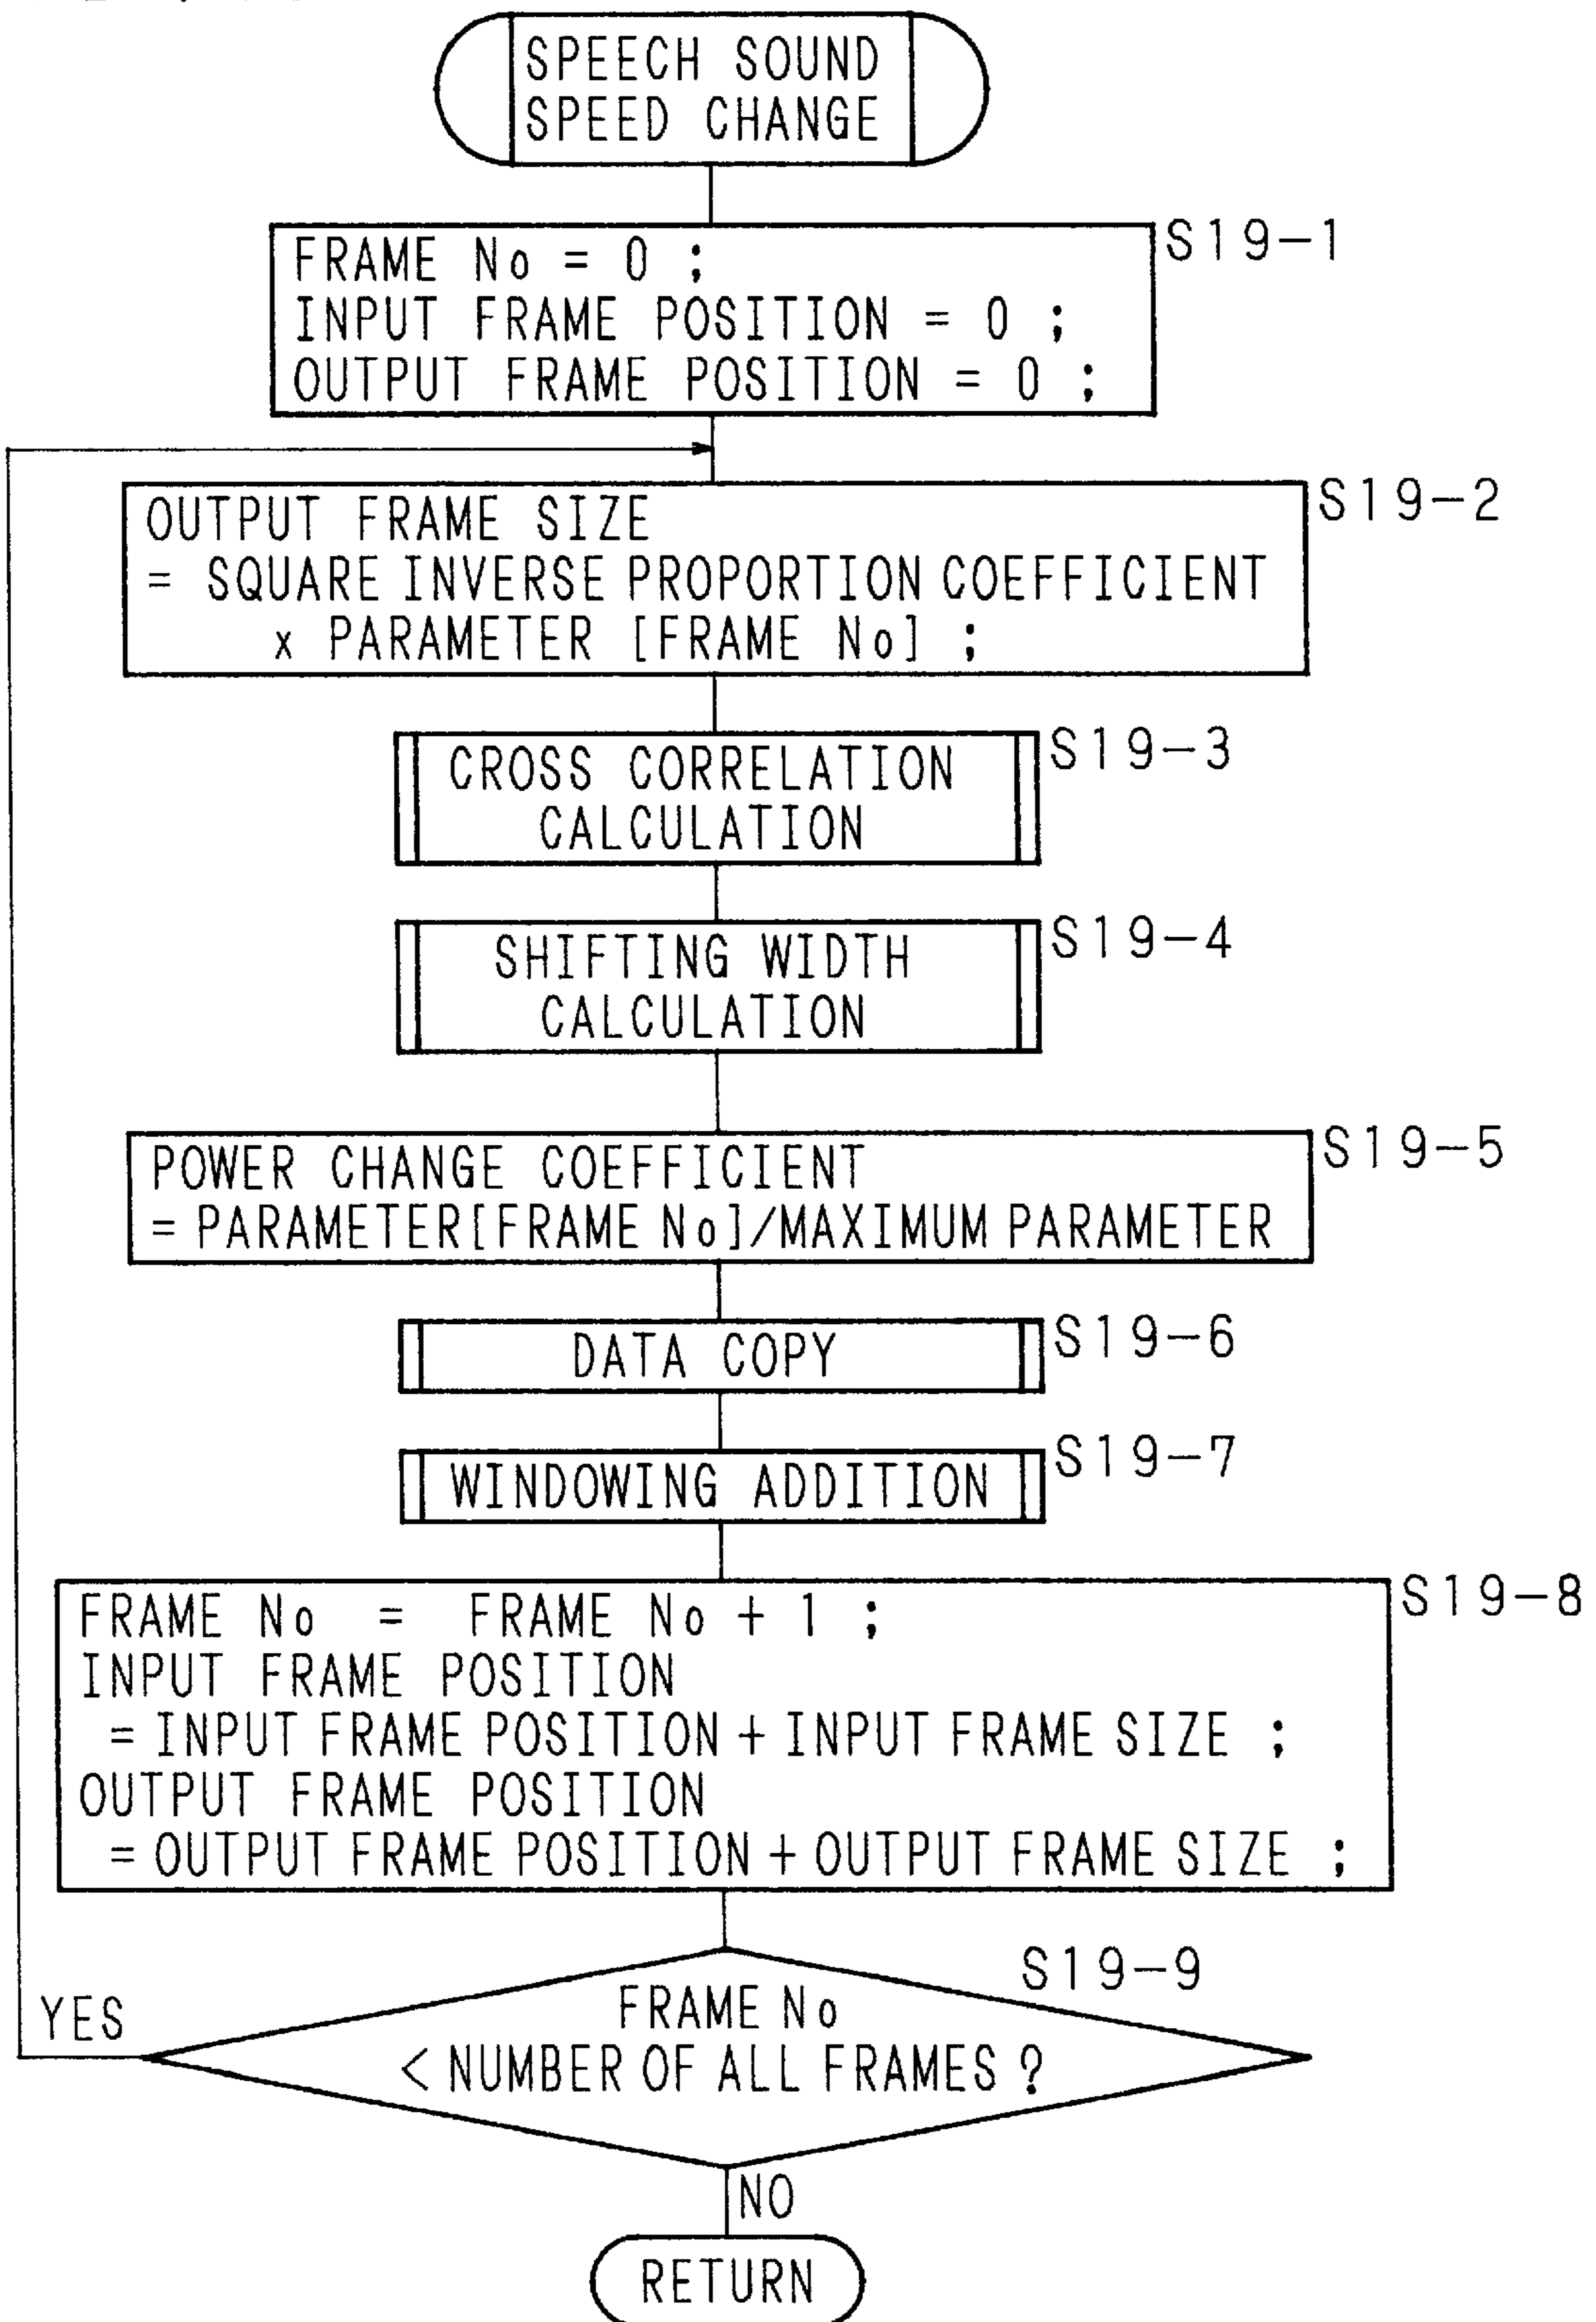 SPEECH SOUND
SPEED CHANGE
S19-1
FRAME No = 0 ;
INPUT FRAME POSITION = 0 ;
OUTPUT FRAME POSITION = 0 ;
S19-2
OUTPUT FRAME SIZE
= SQUARE INVERSE PROPORTION COEFFICIENT
x PARAMETER [FRAME No] ;
S19-3
CROSS CORRELATION
CALCULATION
S19-4
SHIFTING WIDTH
CALCULATION
S19-5
POWER CHANGE COEFFICIENT
= PARAMETER[FRAME No]/MAXIMUM PARAMETER
S19-6
DATA COPY
S19-7
WINDOWING ADDITION
S19-8
FRAME No = FRAME No + 1 ;
INPUT FRAME POSITION
= INPUT FRAME POSITION + INPUT FRAME SIZE ;
OUTPUT FRAME POSITION
= OUTPUT FRAME POSITION + OUTPUT FRAME SIZE ;
S19-9
FRAME No
< NUMBER OF ALL FRAMES ?
YES
NO
RETURN